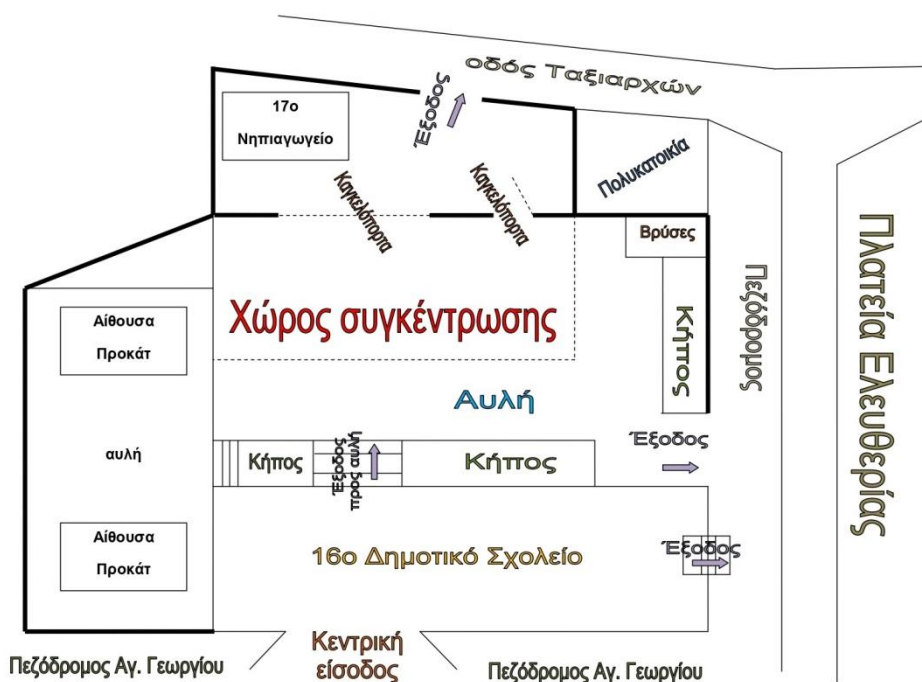 οδός Ταξιαρχών
Έξοδος
17ο
Νηπιαγωγείο
Πολυκατοικία
Καγκελόπορτα
Καγκελόπορτα
Βρύσες
Πεζόδρομος
Πλατεία Ελευθερίας
Αίθουσα
Προκάτ
Χώρος συγκέντρωσης
Κήπος
Αυλή
αυλή
Κήπος
Έξοδος
προς αυλή
Κήπος
Έξοδος
Αίθουσα
Προκάτ
16ο Δημοτικό Σχολείο
Έξοδος
Πεζόδρομος Αγ. Γεωργίου
Κεντρική
είσοδος
Πεζόδρομος Αγ. Γεωργίου